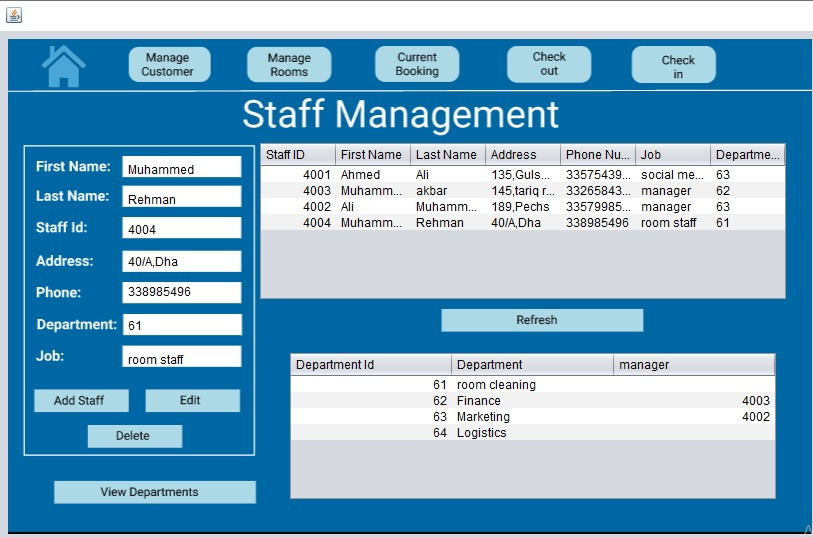 Manage Customer
Manage Rooms
Current Booking
Check out
Check in
Staff Management
First Name: Muhammed
Last Name: Rehman
Staff Id: 4004
Address: 40/A,Dha
Phone: 338985496
Department: 61
Job: room staff
Add Staff Edit
Delete
View Departments
Staff ID First Name Last Name Address Phone Nu... Job Departme...
4001 Ahmed Ali 135,Guls... 33575439... social me... 63
4003 Muhamm... akbar 145,tariq r... 33265843... manager 62
4002 Ali Muhamm... 189,Pechs 33579985... manager 63
4004 Muhamm... Rehman 40/A,Dha 338985496 room staff 61
Refresh
Department Id Department manager
61 room cleaning
62 Finance 4003
63 Marketing 4002
64 Logistics